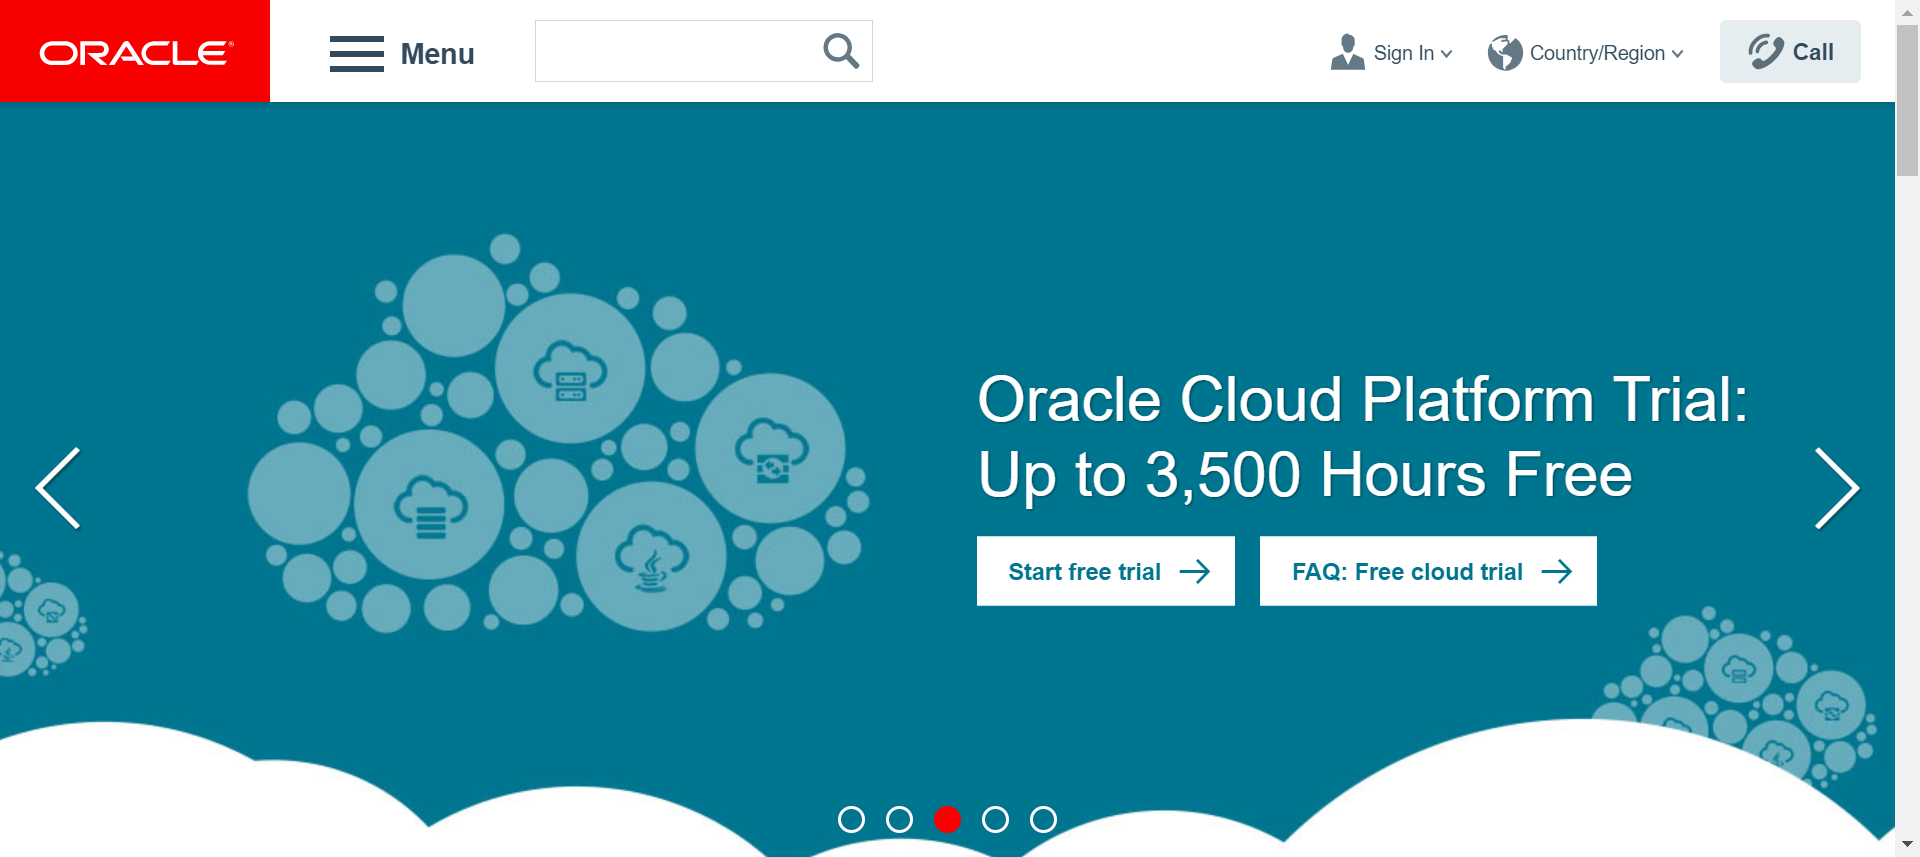 ORACLE®
Menu
Sign In
Country/Region
Call
Oracle Cloud Platform Trial:
Up to 3,500 Hours Free
Start free trial
FAQ: Free cloud trial